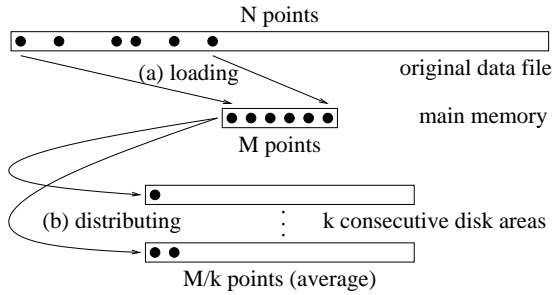 N points
(a) loading
original data file
main memory
M points
(b) distributing
k consecutive disk areas
M/k points (average)